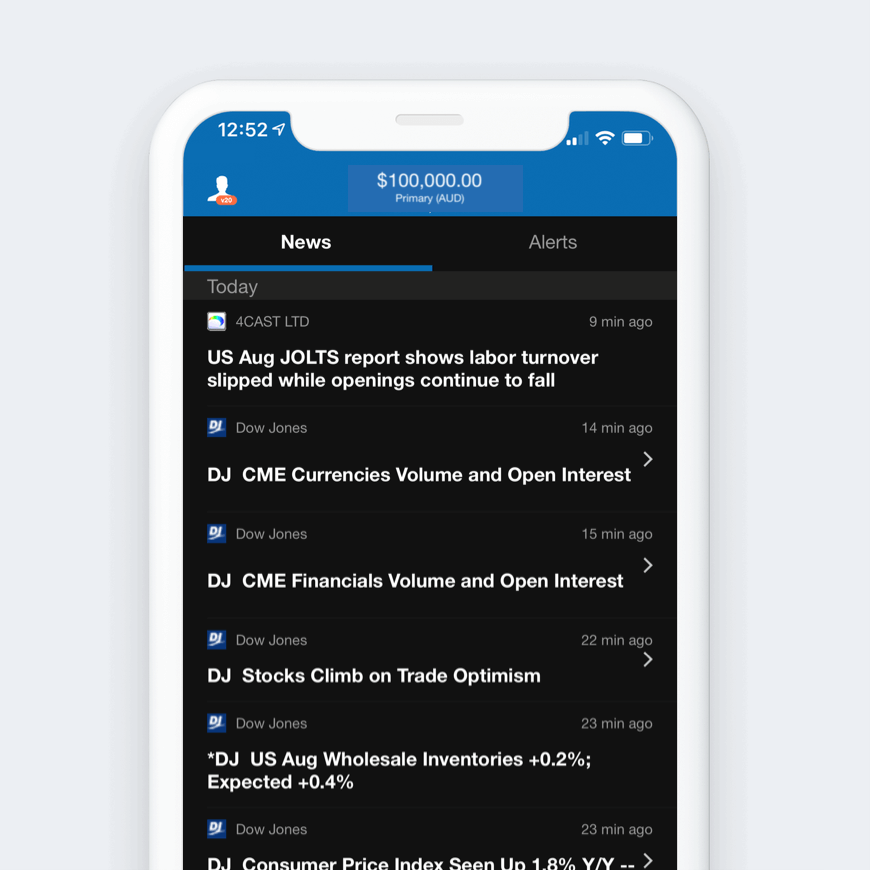 12:52
$100,000.00
v20
Primary (AUD)
News Alerts
Today
4CAST LTD 9 min ago
US Aug JOLTS report shows labor turnover
slipped while openings continue to fall
DJ Dow Jones 14 min ago
DJ CME Currencies Volume and Open Interest
DJ Dow Jones 15 min ago
DJ CME Financials Volume and Open Interest
DJ Dow Jones 22 min ago
DJ Stocks Climb on Trade Optimism
DJ Dow Jones 23 min ago
*DJ US Aug Wholesale Inventories +0.2%;
Expected +0.4%
DJ Dow Jones 23 min ago
DJ Consumer Price Index Seen Up 1.8% Y/Y --